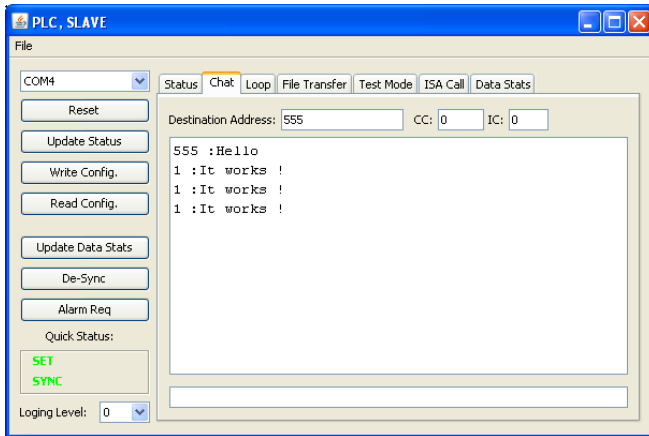 PLC, SLAVE
File
COM4
Reset
Update Status
Write Config.
Read Config.
Update Data Stats
De-Sync
Alarm Req
Quick Status:
SET
SYNC
Loging Level: 0
Status Chat Loop File Transfer Test Mode ISA Call Data Stats
Destination Address: 555 CC: 0 IC: 0
555 :Hello
1 :It works !
1 :It works !
1 :It works !